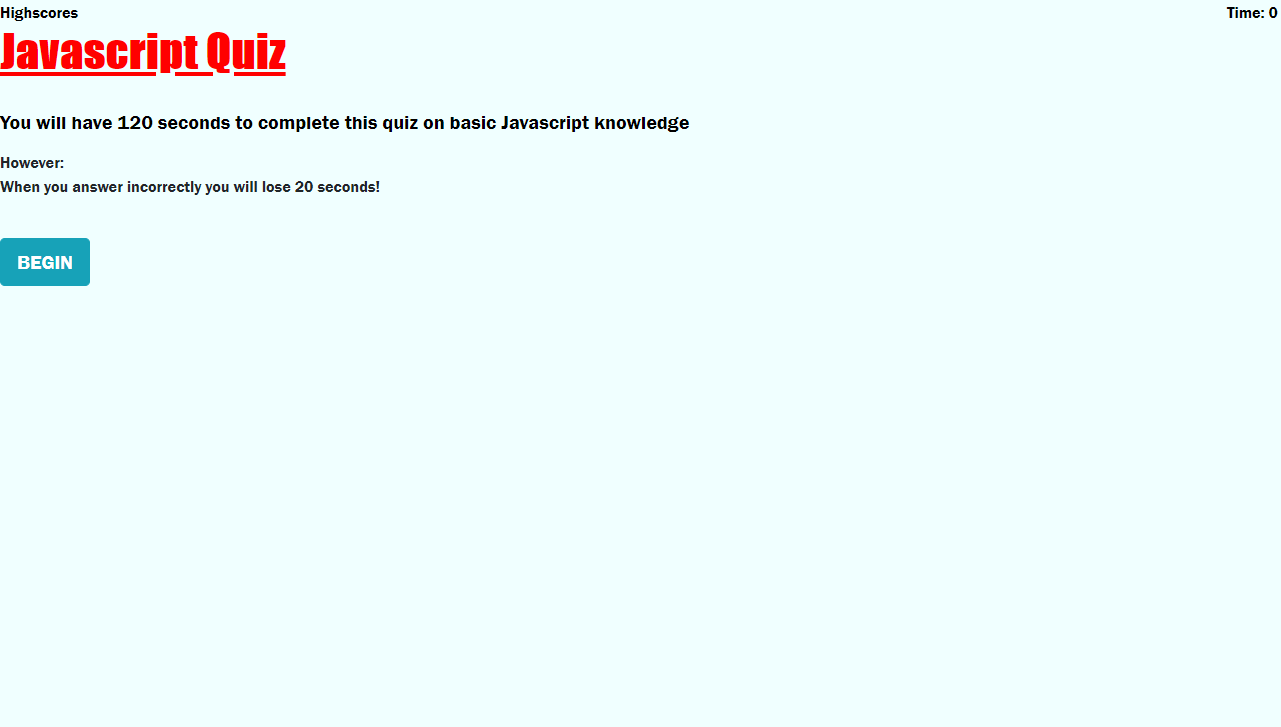 Highscores
Time: 0
Javascript Quiz
You will have 120 seconds to complete this quiz on basic Javascript knowledge
However:
When you answer incorrectly you will lose 20 seconds!
BEGIN